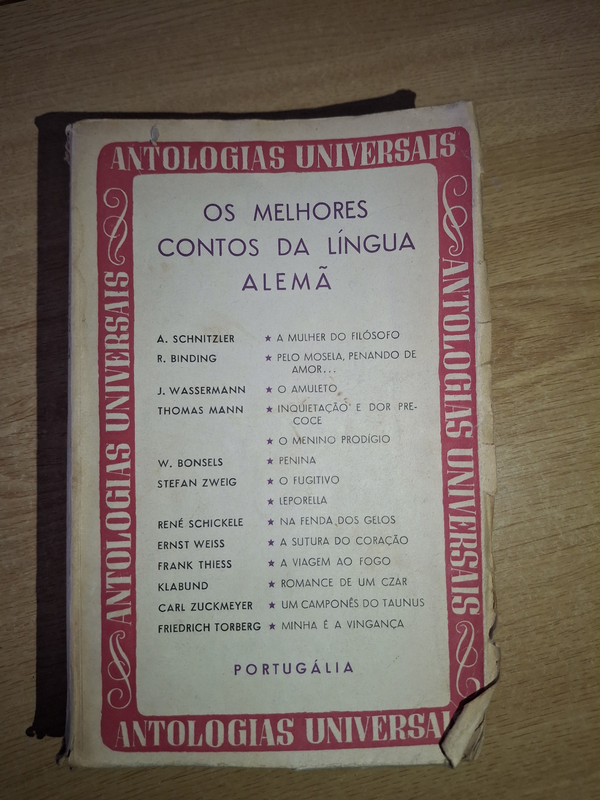 ANTOLOGIAS UNIVERSAIS
OS MELHORES
CONTOS DA LÍNGUA
ALEMÃ
A. SCHNITZLER ★ A MULHER DO FILÓSOFO
R. BINDING ★ PELO MOSELA, PENANDO DE
AMOR...
J. WASSERMANN ★ O AMULETO
THOMAS MANN ★ INQUIETAÇÃO E DOR PRE-
COCE
★ O MENINO PRODÍGIO
W. BONSELS ★ PENINA
STEFAN ZWEIG ★ O FUGITIVO
★ LEPORELLA
RENÉ SCHICKELE ★ NA FENDA DOS GELOS
ERNST WEISS ★ A SUTURA DO CORAÇÃO
FRANK THIESS ★ A VIAGEM AO FOGO
KLABUND ★ ROMANCE DE UM CZAR
CARL ZUCKMEYER ★ UM CAMPONÊS DO TAUNUS
FRIEDRICH TORBERG ★ MINHA É A VINGANÇA
PORTUGÁLIA
ANTOLOGIAS UNIVERSAIS
ANTOLOGIAS UNIVERSAIS
ANTOLOGIAS UNIVERSAI